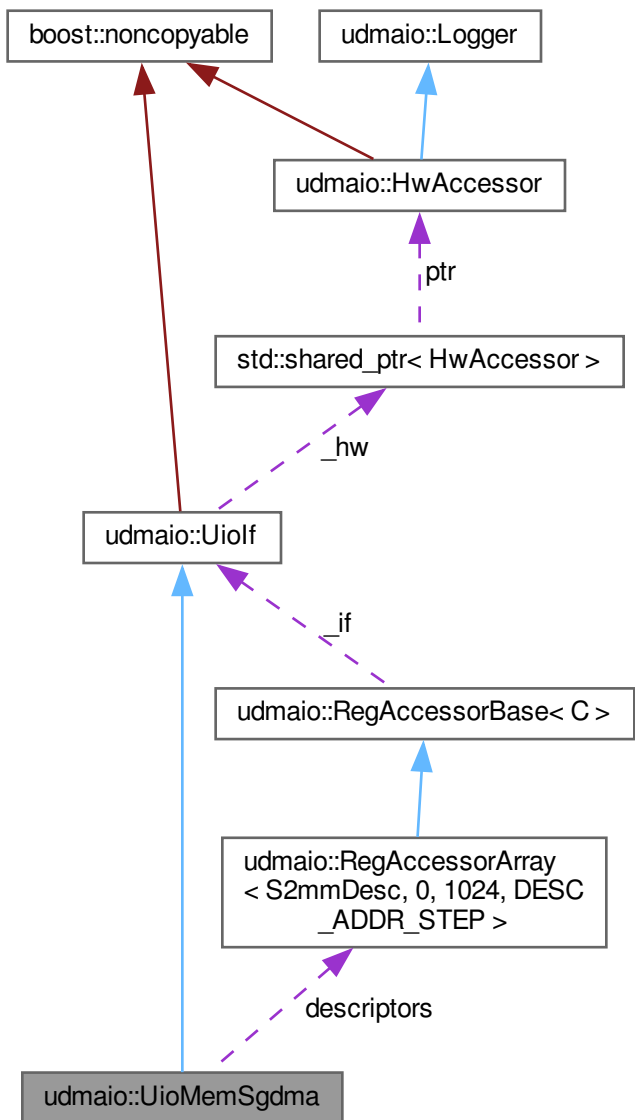 boost::noncopyable
udmaio::Logger
udmaio::HwAccessor
ptr
std::shared_ptr< HwAccessor >
_hw
udmaio::UioIf
_if
udmaio::RegAccessorBase< C >
udmaio::RegAccessorArray
< S2mmDesc, 0, 1024, DESC
_ADDR_STEP >
descriptors
udmaio::UioMemSgdma